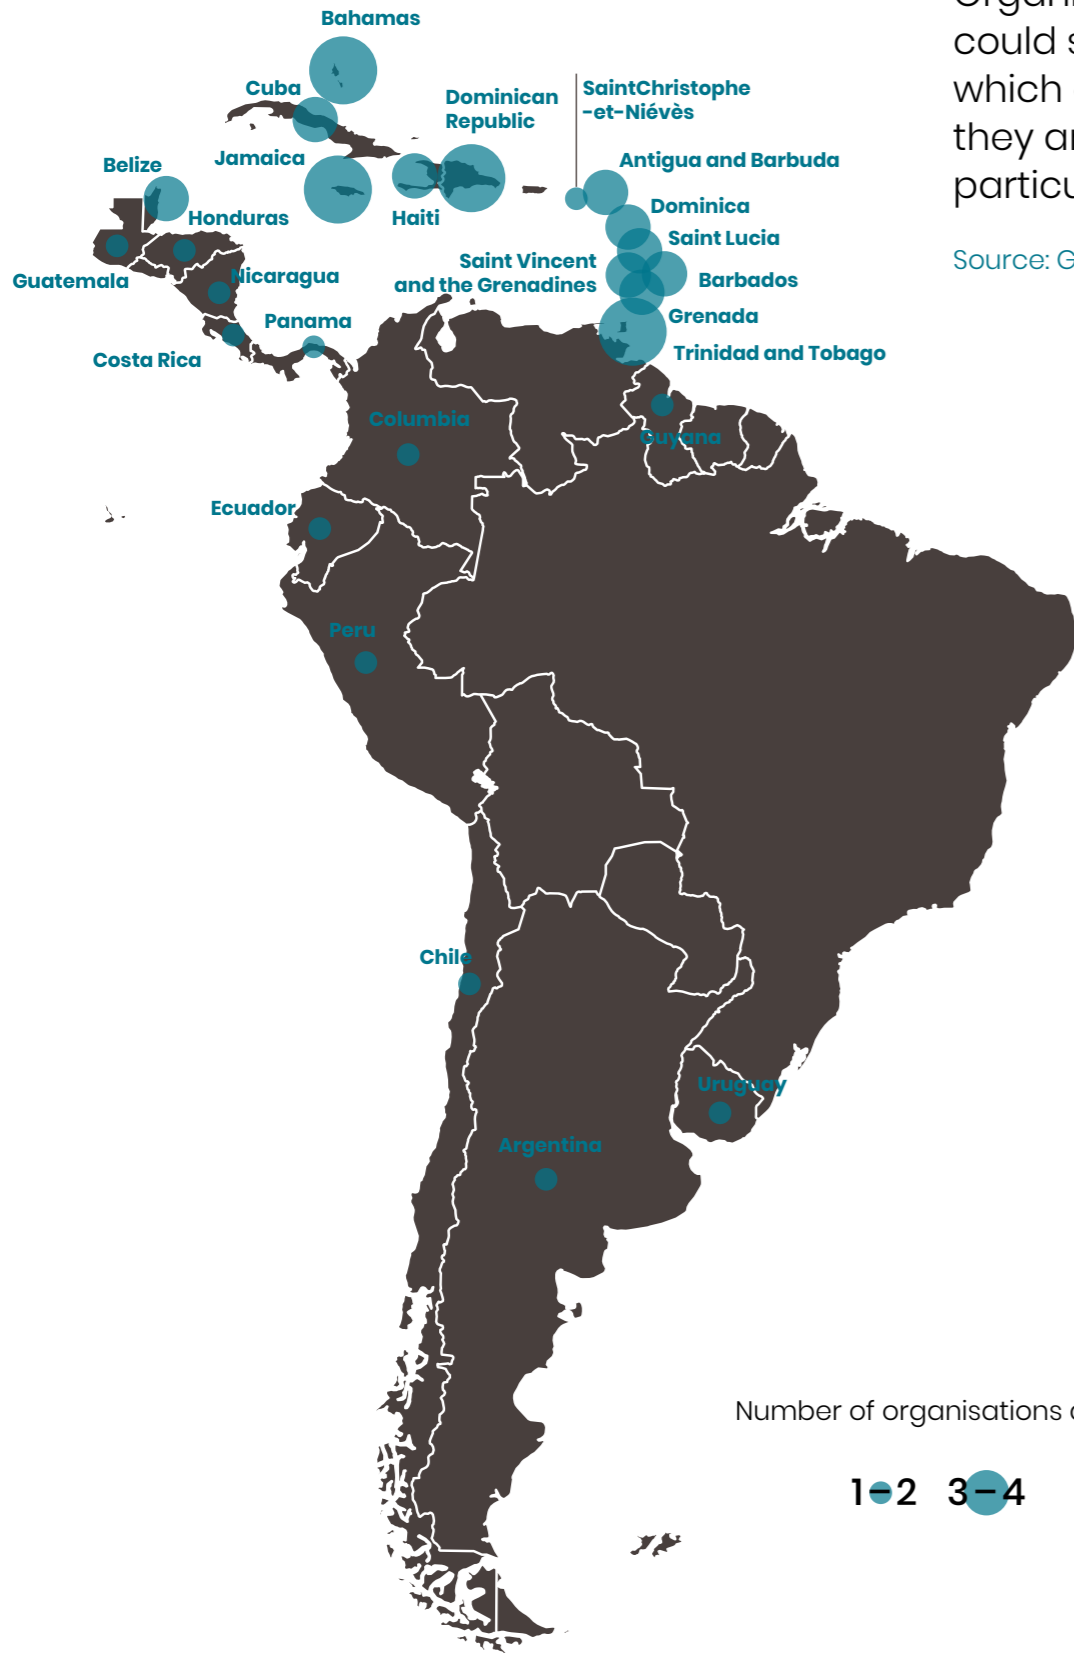 Bahamas
could s
which
they ar
particu
Source: G
Cuba
Dominican
Republic
SaintChristophe
-et-Niévès
Jamaica
Antigua and Barbuda
Belize
Haiti
Honduras
Dominica
Saint Lucia
Saint Vincent
and the Grenadines
Barbados
Guatemala
Nicaragua
Grenada
Panama
Trinidad and Tobago
Costa Rica
Columbia
Guyana
Ecuador
Peru
Chile
Uruguay
Argentina
Number of organisations
1–2 3–4